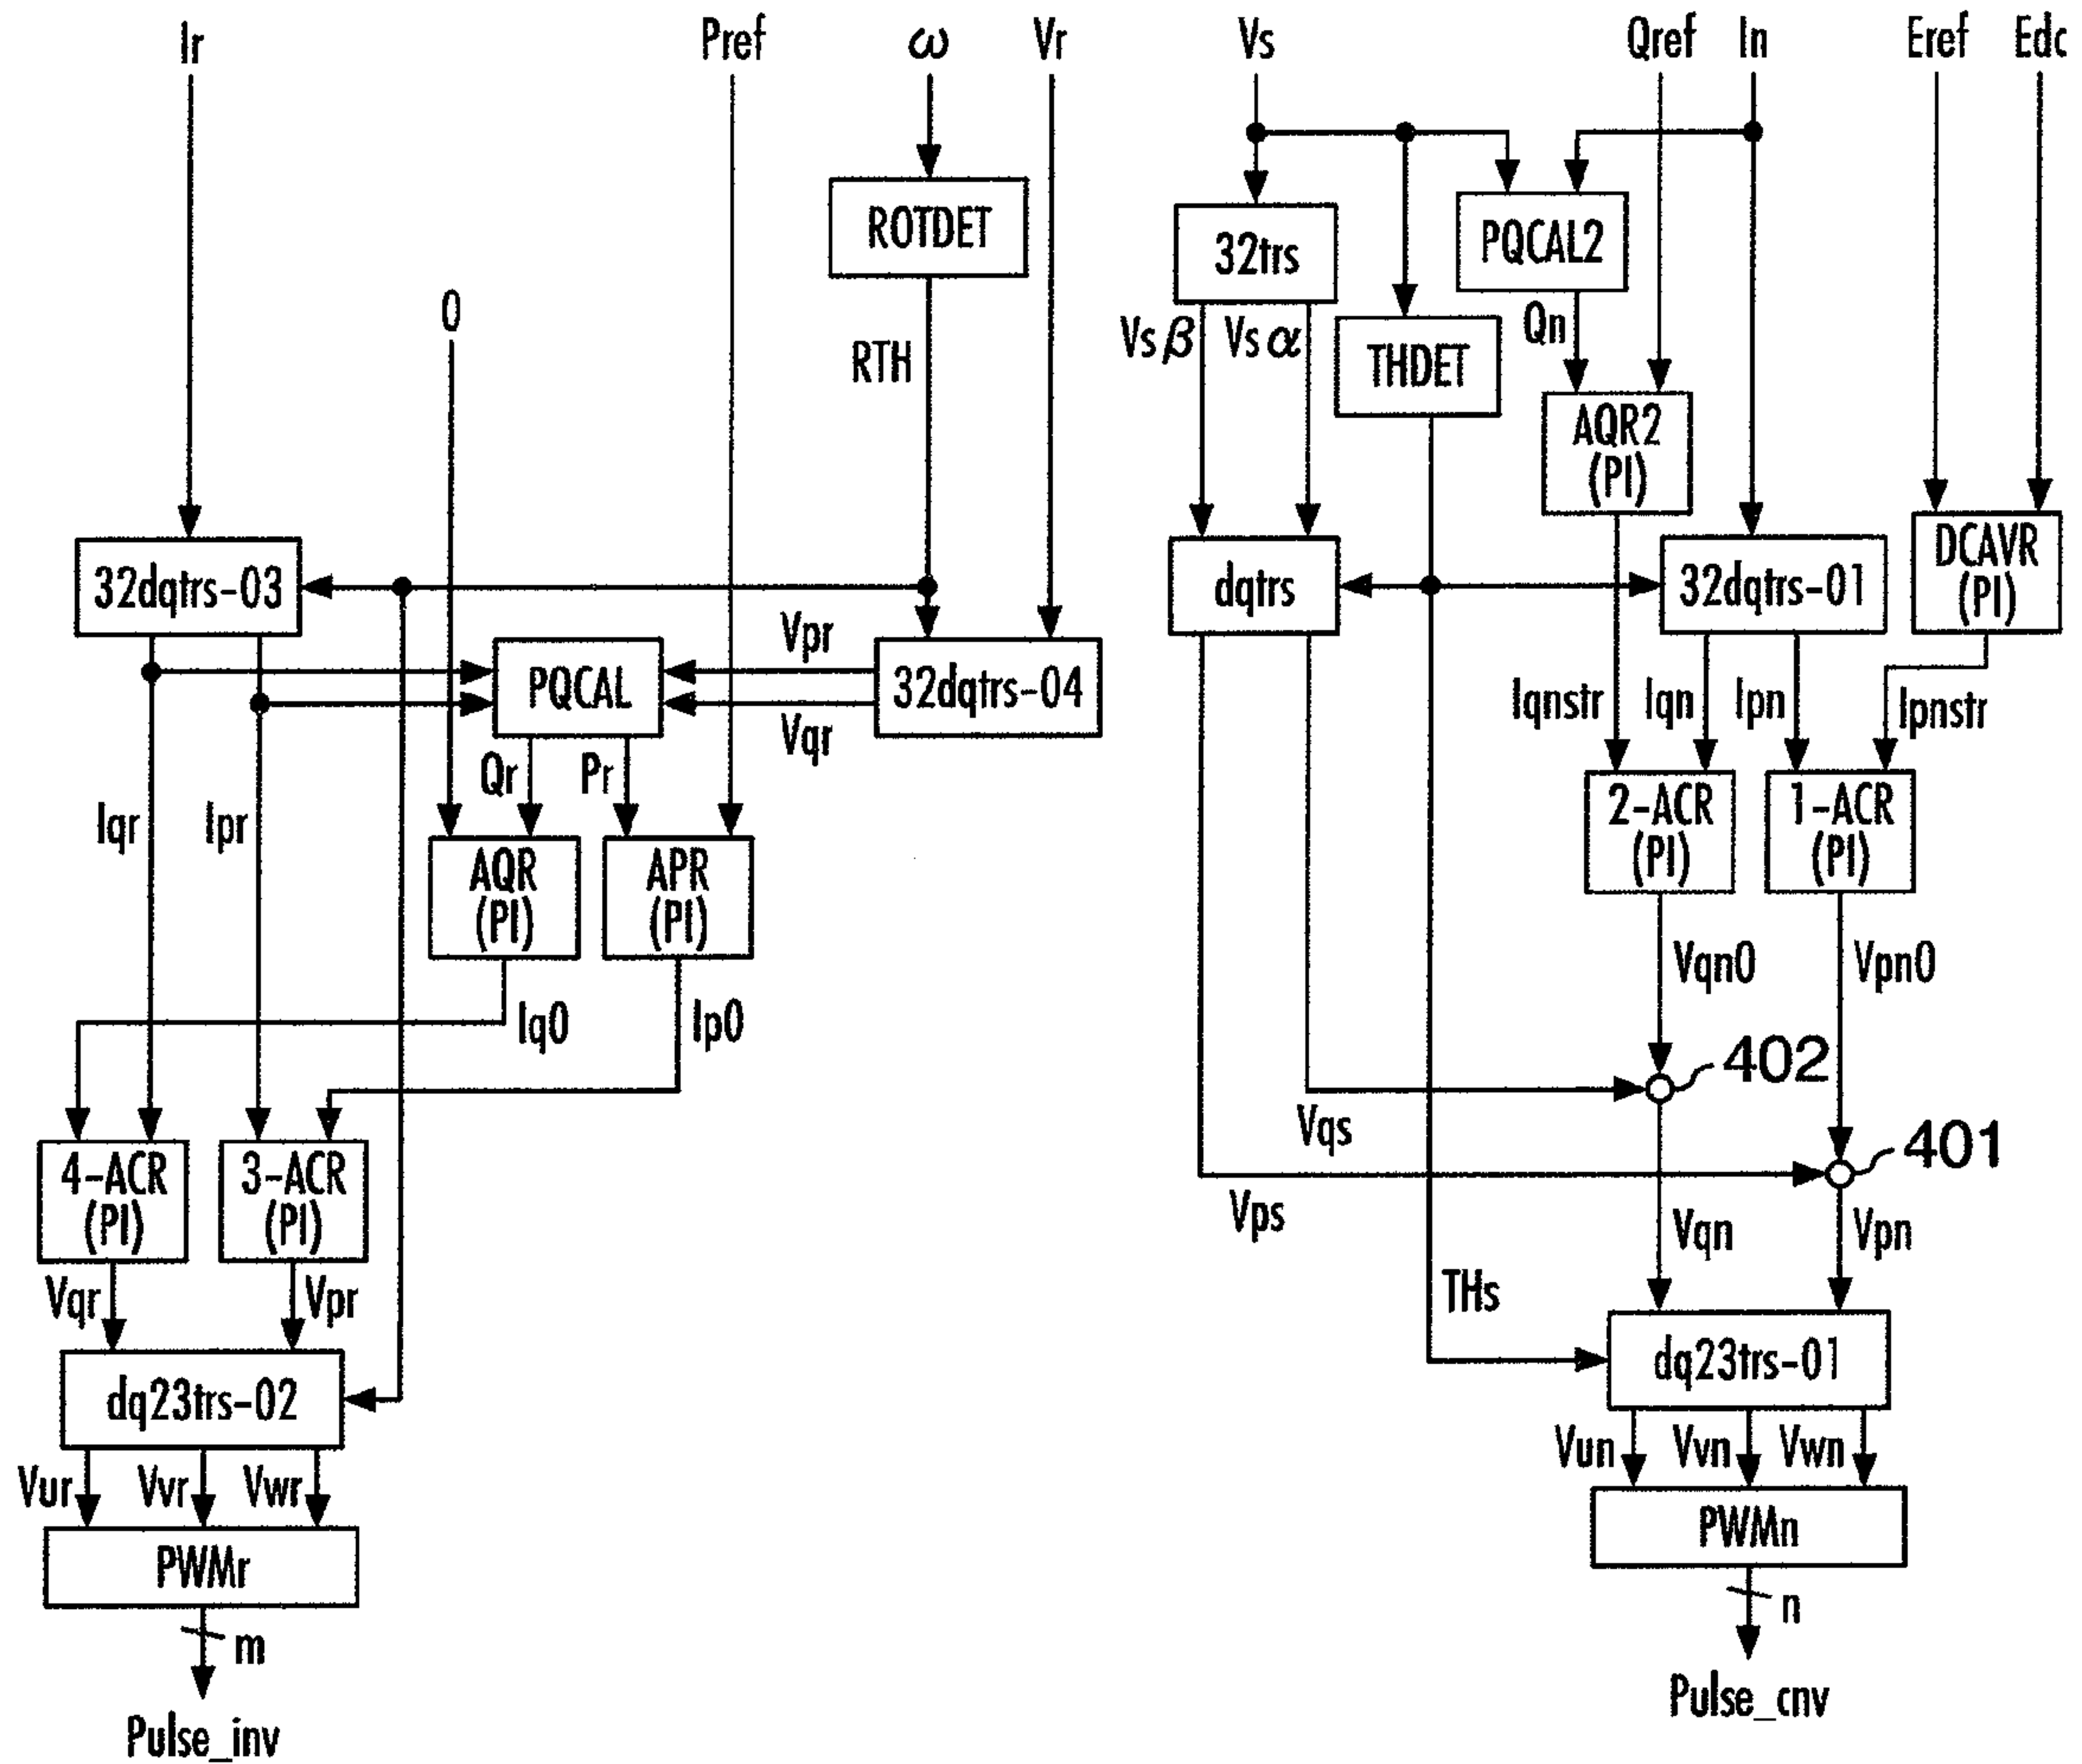 Ir
Pref
ω
Vr
Vs
Qref
In
Eref
Edc
ROTDET
32trs
PQCAL2
0
RTH
Vsβ
Vsα
THDET
Qn
AQR2
(PI)
32dqtrs-03
dqtrs
32dqtrs-01
DCAVR
(PI)
PQCAL
Vpr
Vqr
32dqtrs-04
Iqnstr
Iqn
Ipn
Ipnstr
Qr
Pr
Iqr
Ipr
AQR
(PI)
APR
(PI)
2-ACR
(PI)
1-ACR
(PI)
Iq0
Ip0
Vqn0
Vpn0
402
Vqs
401
4-ACR
(PI)
3-ACR
(PI)
Vps
Vqn
Vpn
Vqr
Vpr
THs
dq23trs-02
dq23trs-01
Vur
Vvr
Vwr
Vun
Vvn
Vwn
PWMr
PWMn
m
n
Pulse_inv
Pulse_cnv